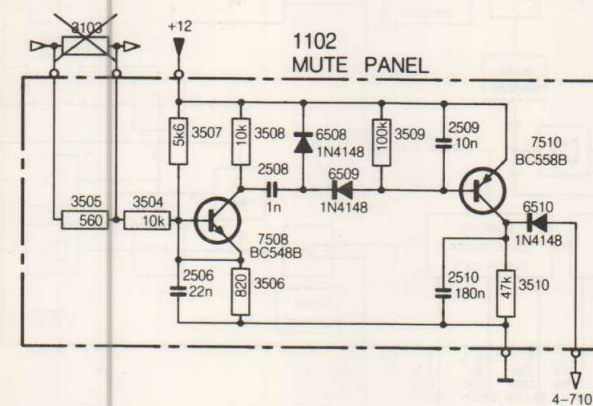 3103
+12
1102
MUTE PANEL
5k6
3507
10k
3508
6508
1N4148
100k
3509
2509
10n
7510
BC558B
2508
1n
6509
1N4148
3505
560
3504
10k
6510
1N4148
7508
BC548B
2506
22n
820
3506
2510
180n
47k
3510
4-710